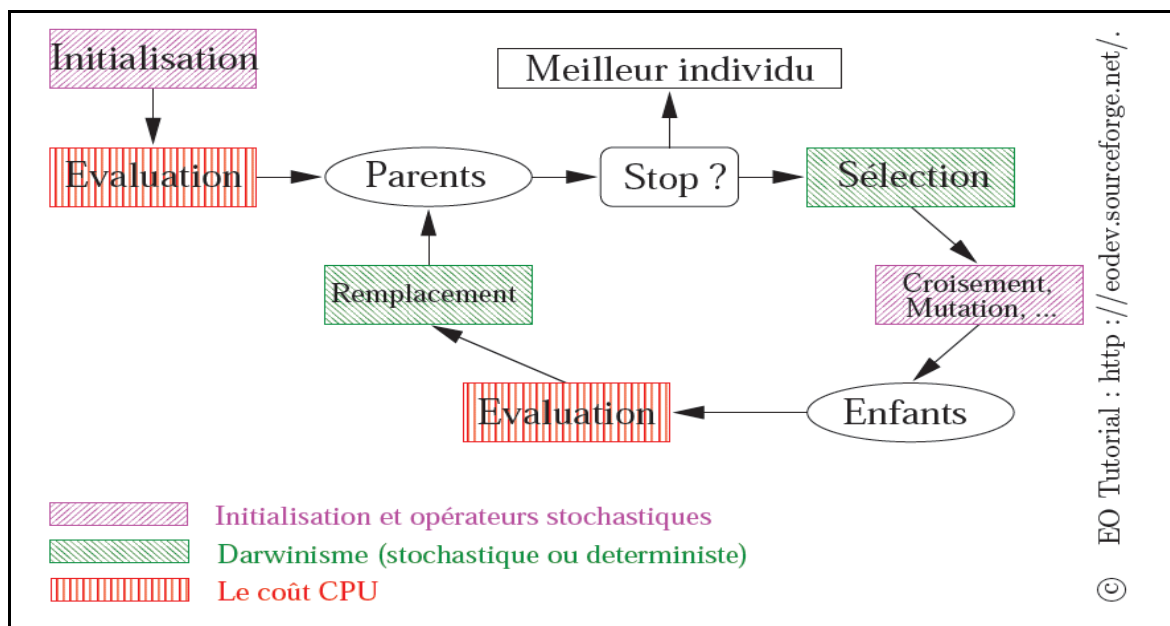 Initialisation
Meilleur individu
Evaluation
Parents
Stop ?
Sélection
Remplacement
Croisement,
Mutation, ...
Evaluation
Enfants
Initialisation et opérateurs stochastiques
Darwinisme (stochastique ou deterministe)
Le coût CPU
© EO Tutorial : http ://eodev.sourceforge.net/.